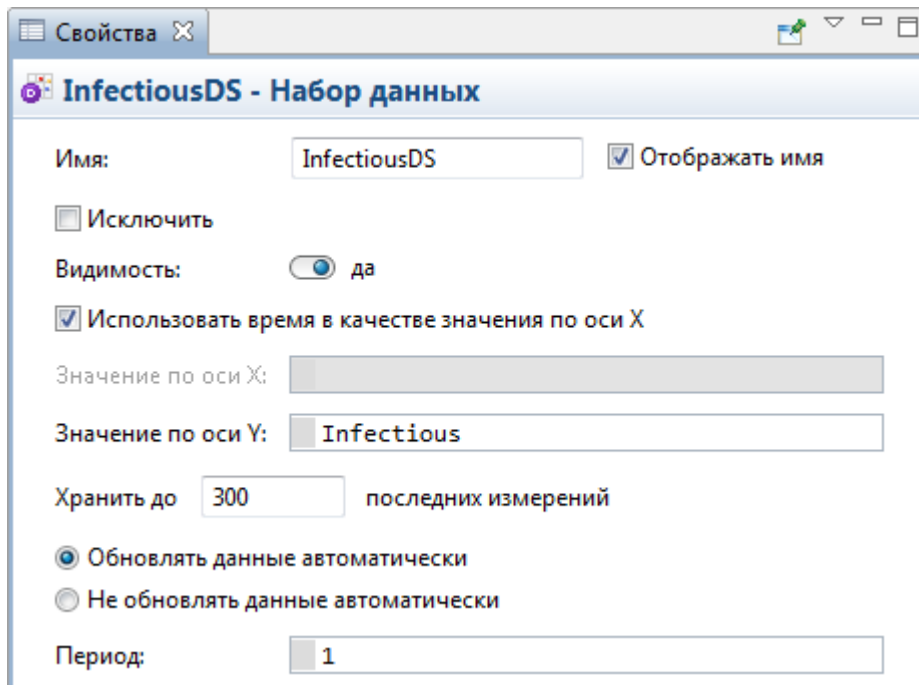 Свойства
InfectiousDS - Набор данных
Имя: InfectiousDS Отображать имя
Исключить
Видимость: да
Использовать время в качестве значения по оси X
Значение по оси X:
Значение по оси Y: Infectious
Хранить до 300 последних измерений
Обновлять данные автоматически
Не обновлять данные автоматически
Период: 1